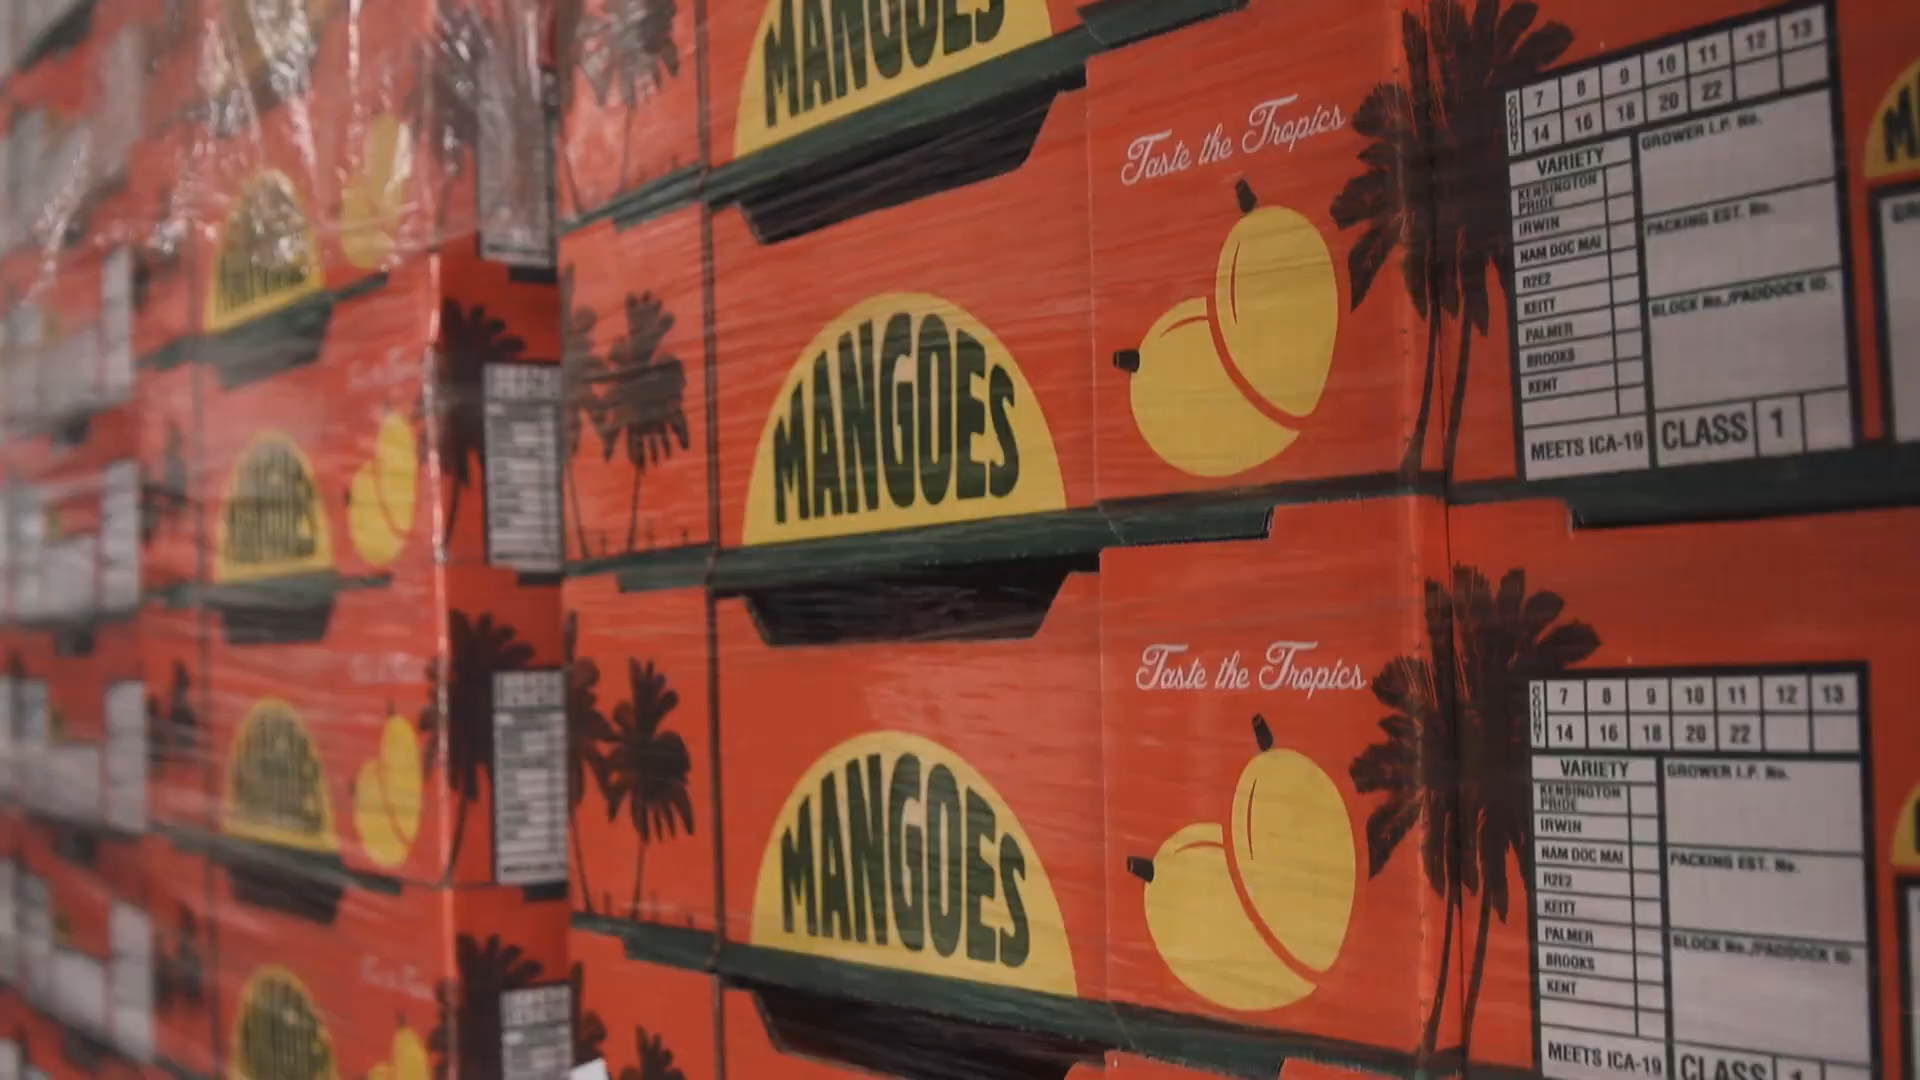 MANGOES
Taste the Tropics
COUNT 7 8 9 10 11 12 13
14 16 18 20 22
VARIETY
KENSINGTON PRIDE
IRWIN
NAM DOC MAI
R2E2
KEITT
PALMER
BROOKS
KENT
MEETS ICA-19
GROWER I.P. No.
PACKING EST. No.
BLOCK No./PADDOCK ID.
CLASS 1
MANGOES
Taste the Tropics
COUNT 7 8 9 10 11 12 13
14 16 18 20 22
VARIETY
KENSINGTON PRIDE
IRWIN
NAM DOC MAI
R2E2
KEITT
PALMER
BROOKS
KENT
MEETS ICA-19
GROWER I.P. No.
PACKING EST. No.
BLOCK No./PADDOCK ID
CLASS 1
MANGOES